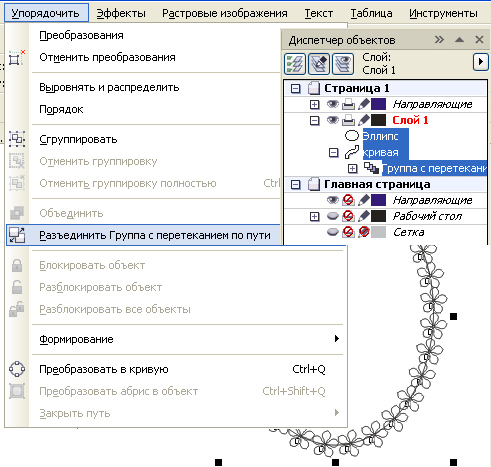 Упорядочить Эффекты Растровые изображения Текст Таблица Инструменты
Преобразования
Отменить преобразования
Выровнять и распределить
Порядок
Сгруппировать
Отменить группировку
Отменить группировку полностью Ctrl
Объединить
Разъединить Группа с перетеканием по пути
Блокировать объект
Разблокировать объект
Разблокировать все объекты
Формирование
Преобразовать в кривую Ctrl+Q
Преобразовать абрис в объект Ctrl+Shift+Q
Закрыть путь
Диспетчер объектов
Слой:
Слой 1
Страница 1
Направляющие
Слой 1
Эллипс
кривая
Группа с перетекани
Главная страница
Направляющие
Рабочий стол
Сетка